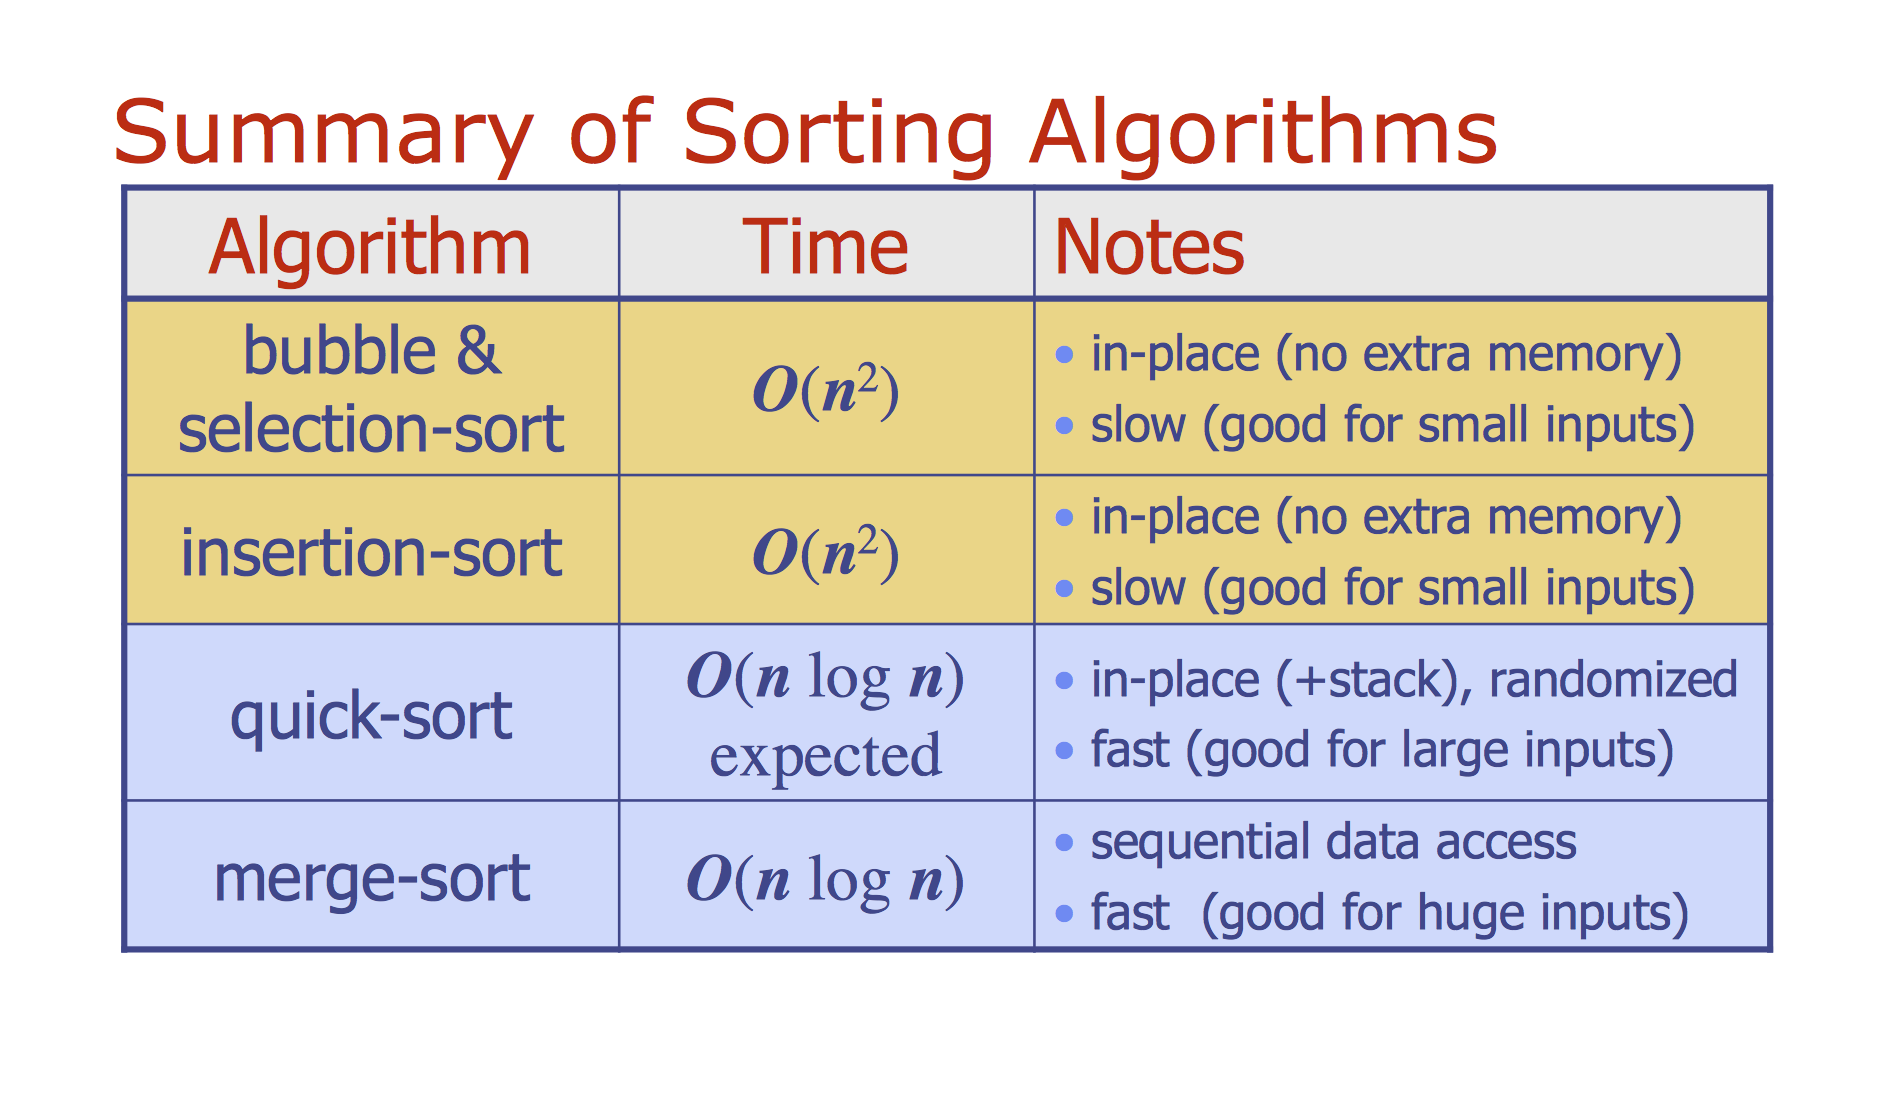 Summary of Sorting Algorithms
Algorithm Time Notes
bubble &
selection-sort
O(n²)
• in-place (no extra memory)
• slow (good for small inputs)
insertion-sort
O(n²)
• in-place (no extra memory)
• slow (good for small inputs)
quick-sort
O(n log n)
expected
• in-place (+stack), randomized
• fast (good for large inputs)
merge-sort
O(n log n)
• sequential data access
• fast  (good for huge inputs)